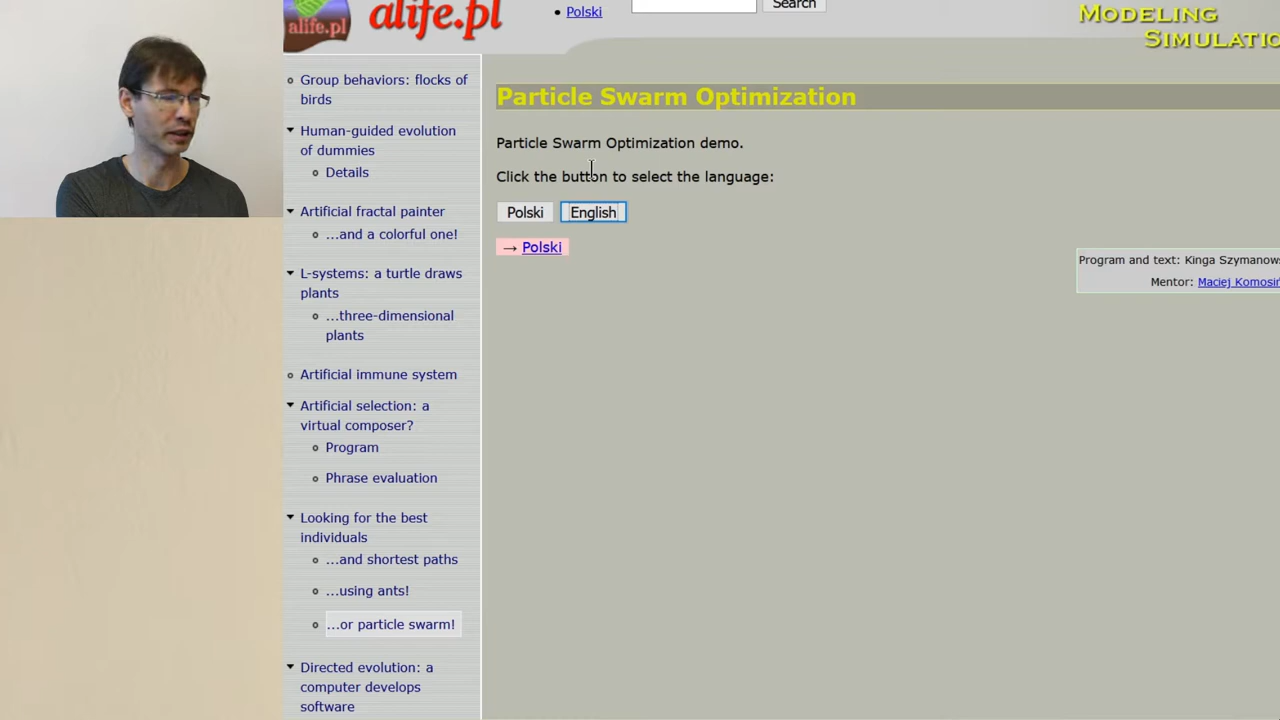 alife.pl
alife.pl
Polski
Search
MODELING
Group behaviors: flocks of
birds
Human-guided evolution
of dummies
Details
Artificial fractal painter
...and a colorful one!
L-systems: a turtle draws
plants
...three-dimensional
plants
Artificial immune system
Artificial selection: a
virtual composer?
Program
Phrase evaluation
Looking for the best
individuals
...and shortest paths
...using ants!
...or particle swarm!
Directed evolution: a
computer develops
software
Particle Swarm Optimization
Particle Swarm Optimization demo.
Click the button to select the language:
Polski English
→ Polski
Program and text: Kinga
Mentor: Maciej